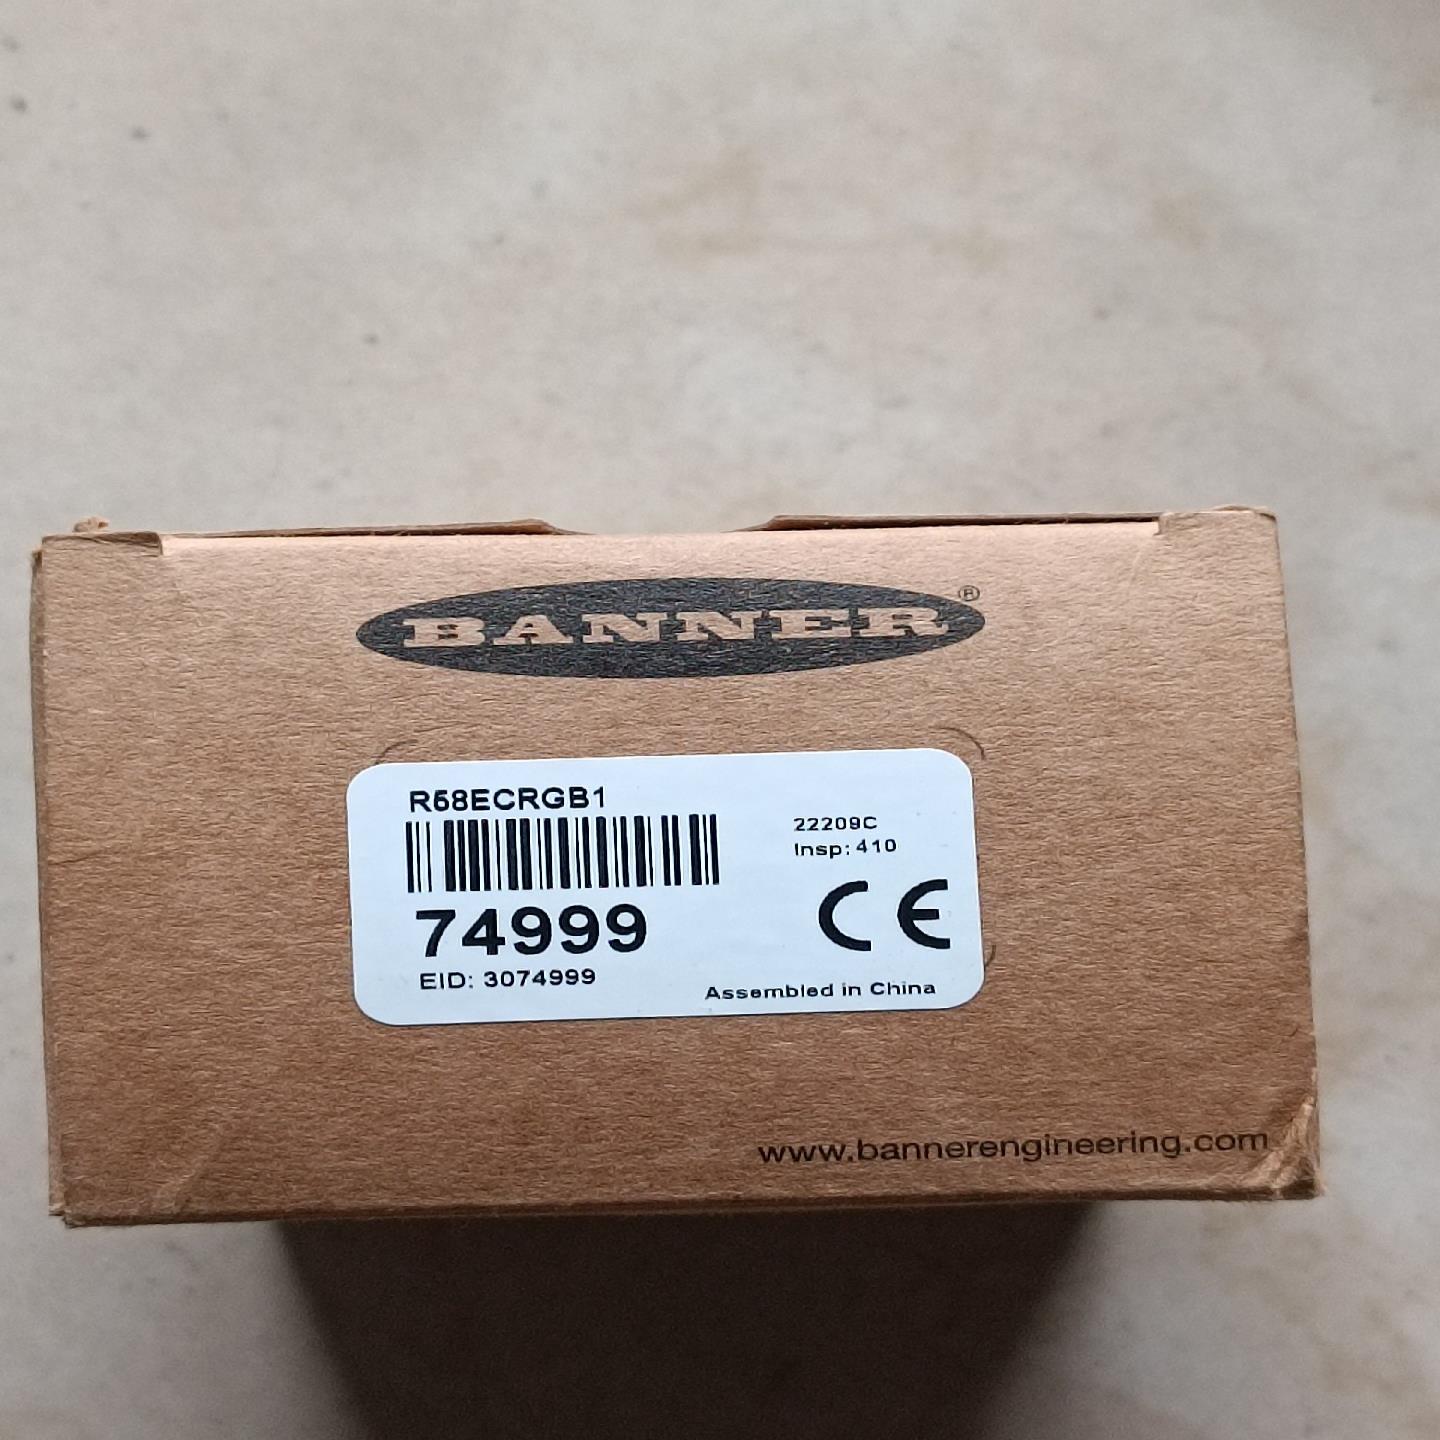 BANNER®
R58ECRGB1
22209C
Insp: 410
74999
CE
EID: 3074999
Assembled in China
www.bannerengineering.com